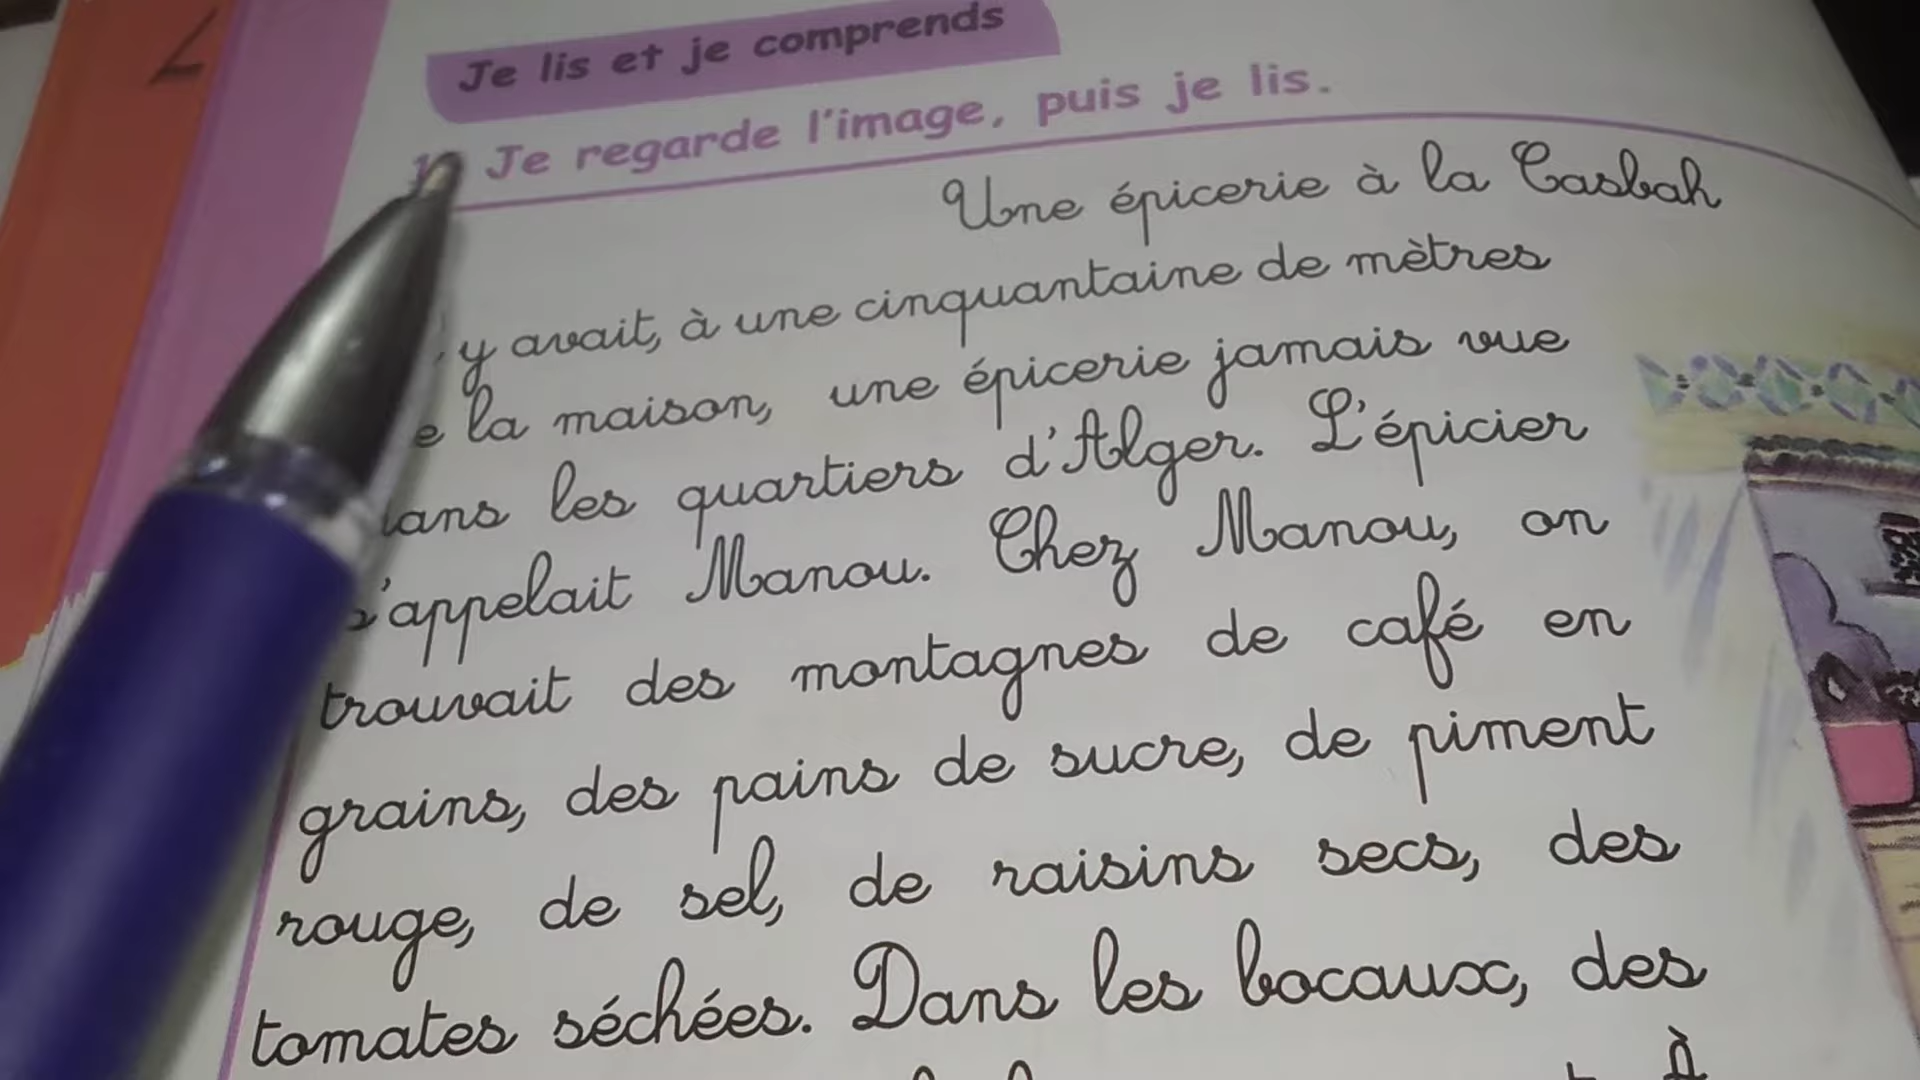 Je lis et je comprends
Je regarde l'image, puis je lis.
Une épicerie à la Casbah
y avait, à une cinquantaine de mètres
la maison, une épicerie jamais vue
les quartiers d'Alger. L'épicier
s'appelait Manou. Chez Manou, on
trouvait des montagnes de café en
grains, des pains de sucre, de piment
rouge, de sel, de raisins secs, des
tomates séchées. Dans les bocaux, des
À